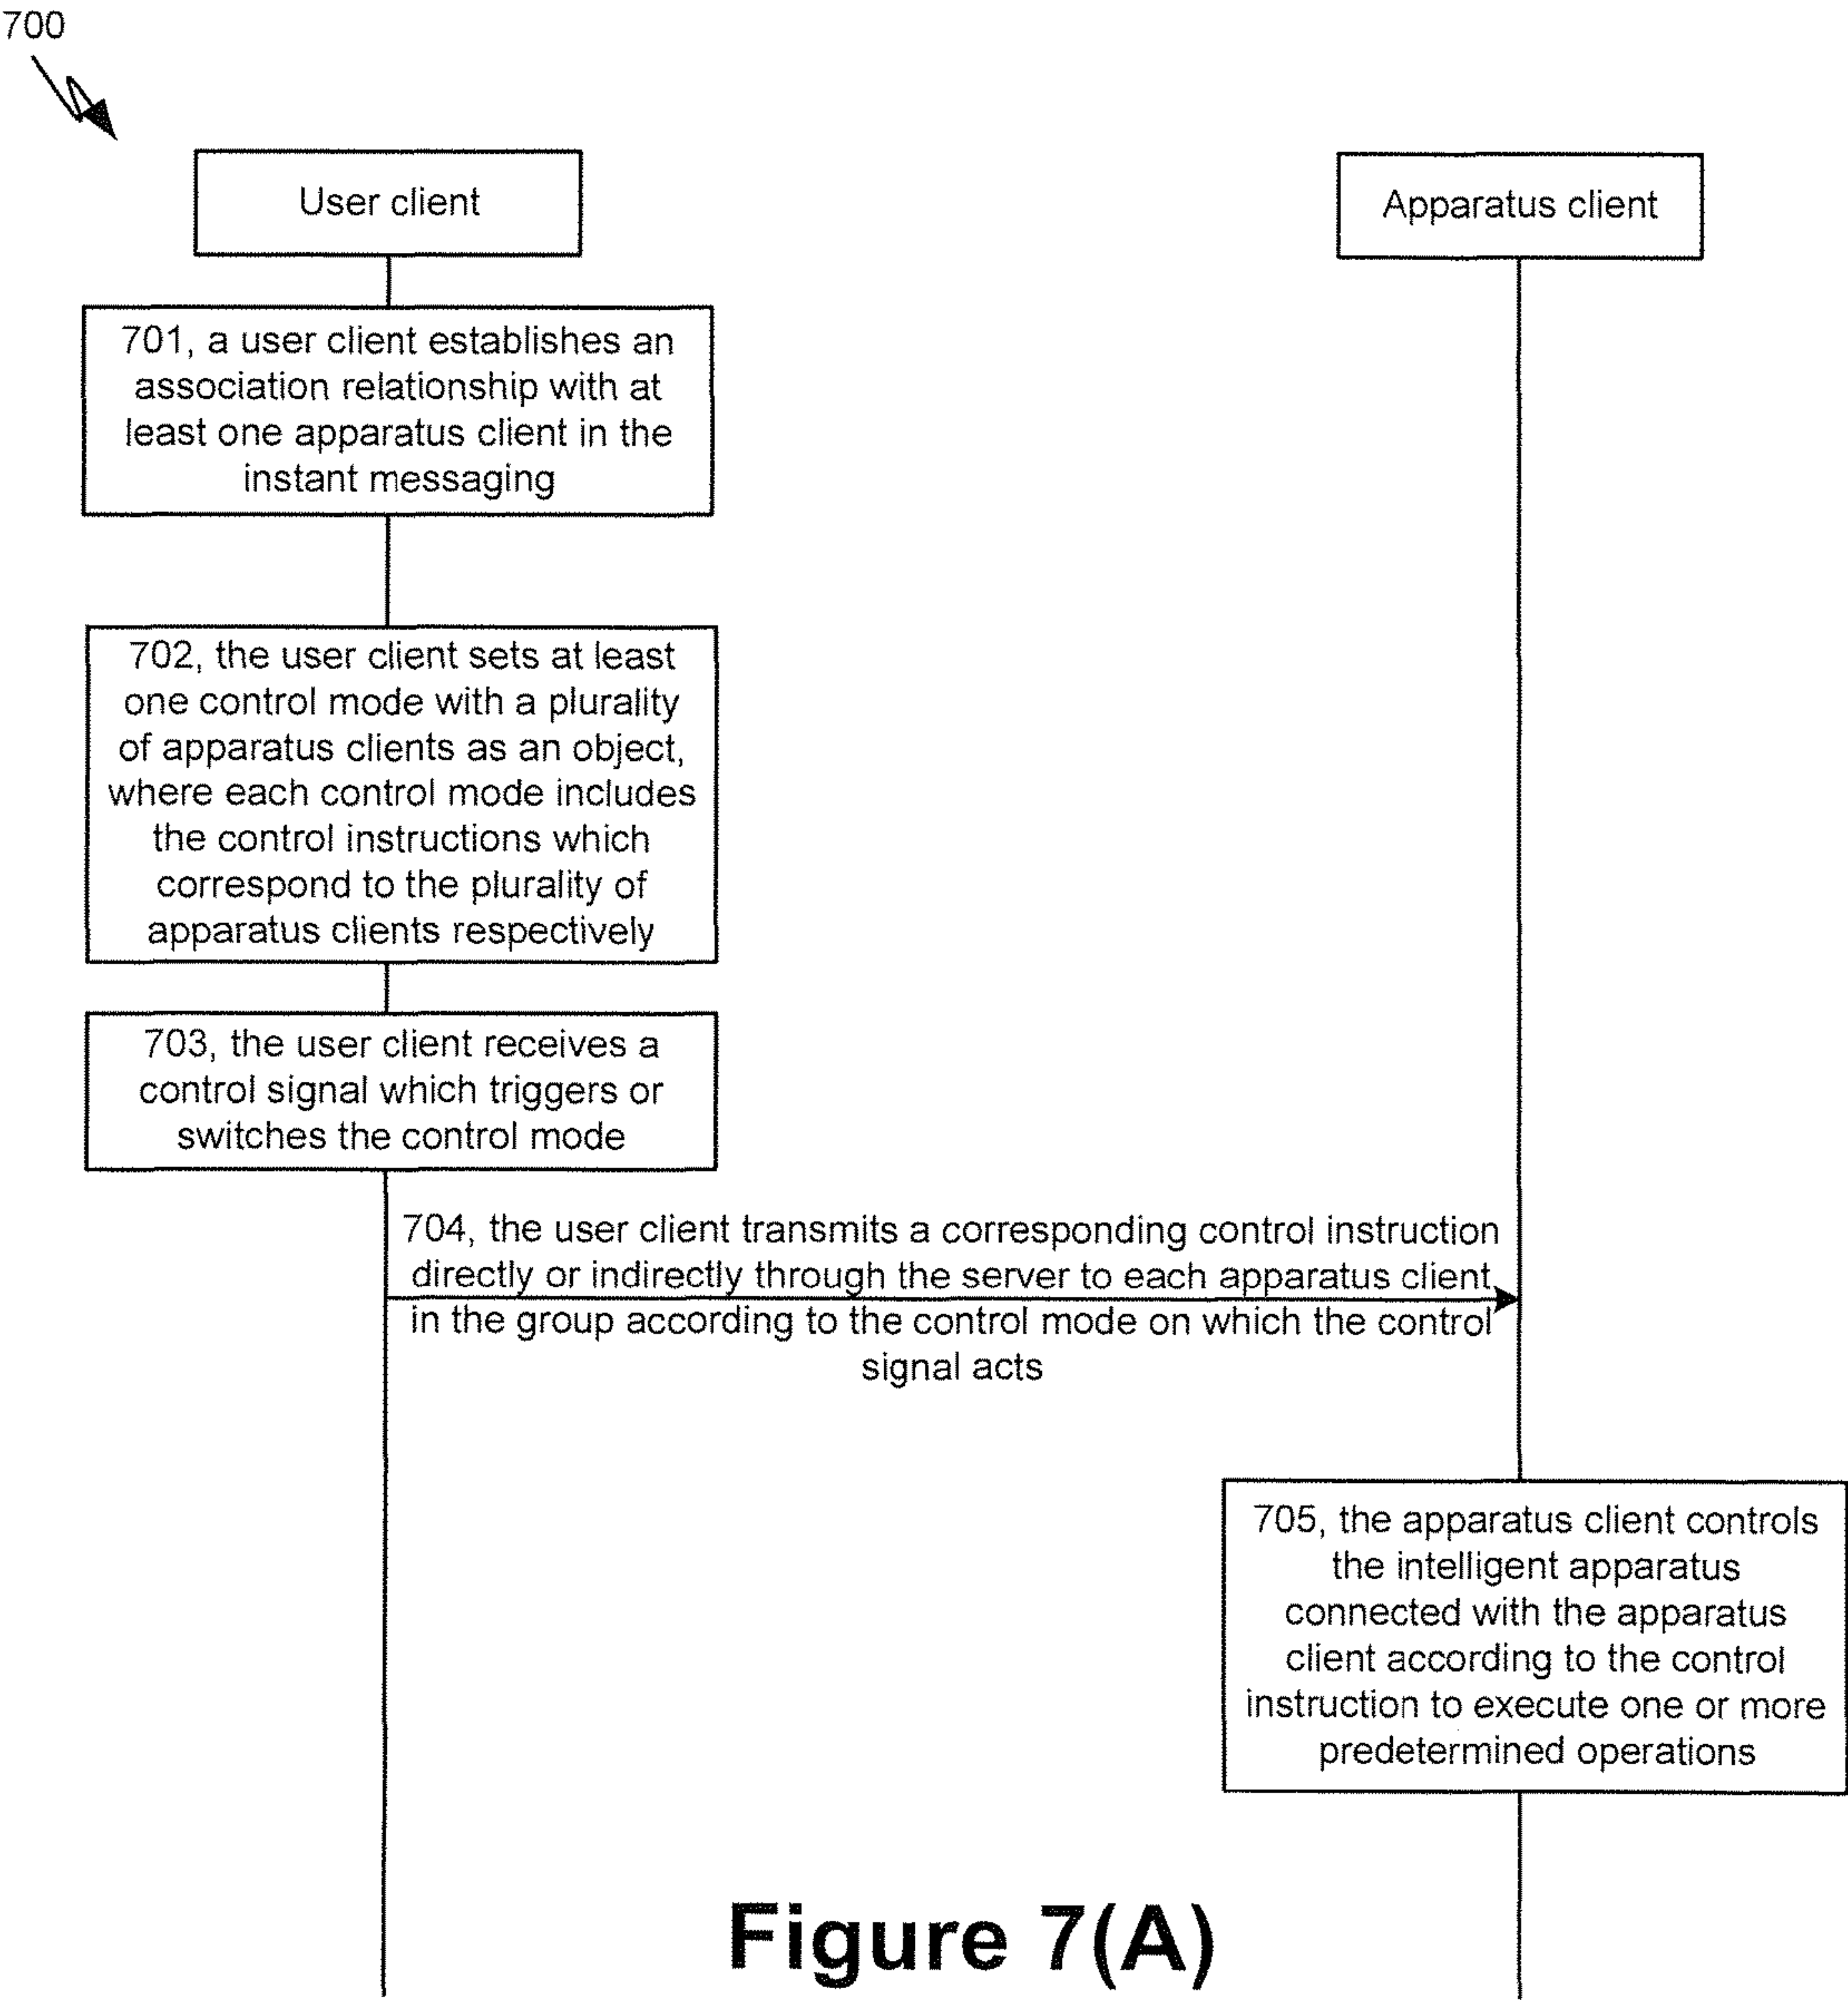 700
User client
Apparatus client
701, a user client establishes an
association relationship with at
least one apparatus client in the
instant messaging
702, the user client sets at least
one control mode with a plurality
of apparatus clients as an object,
where each control mode includes
the control instructions which
correspond to the plurality of
apparatus clients respectively
703, the user client receives a
control signal which triggers or
switches the control mode
704, the user client transmits a corresponding control instruction
directly or indirectly through the server to each apparatus client
in the group according to the control mode on which the control
signal acts
705, the apparatus client controls
the intelligent apparatus
connected with the apparatus
client according to the control
instruction to execute one or more
predetermined operations
Figure 7(A)